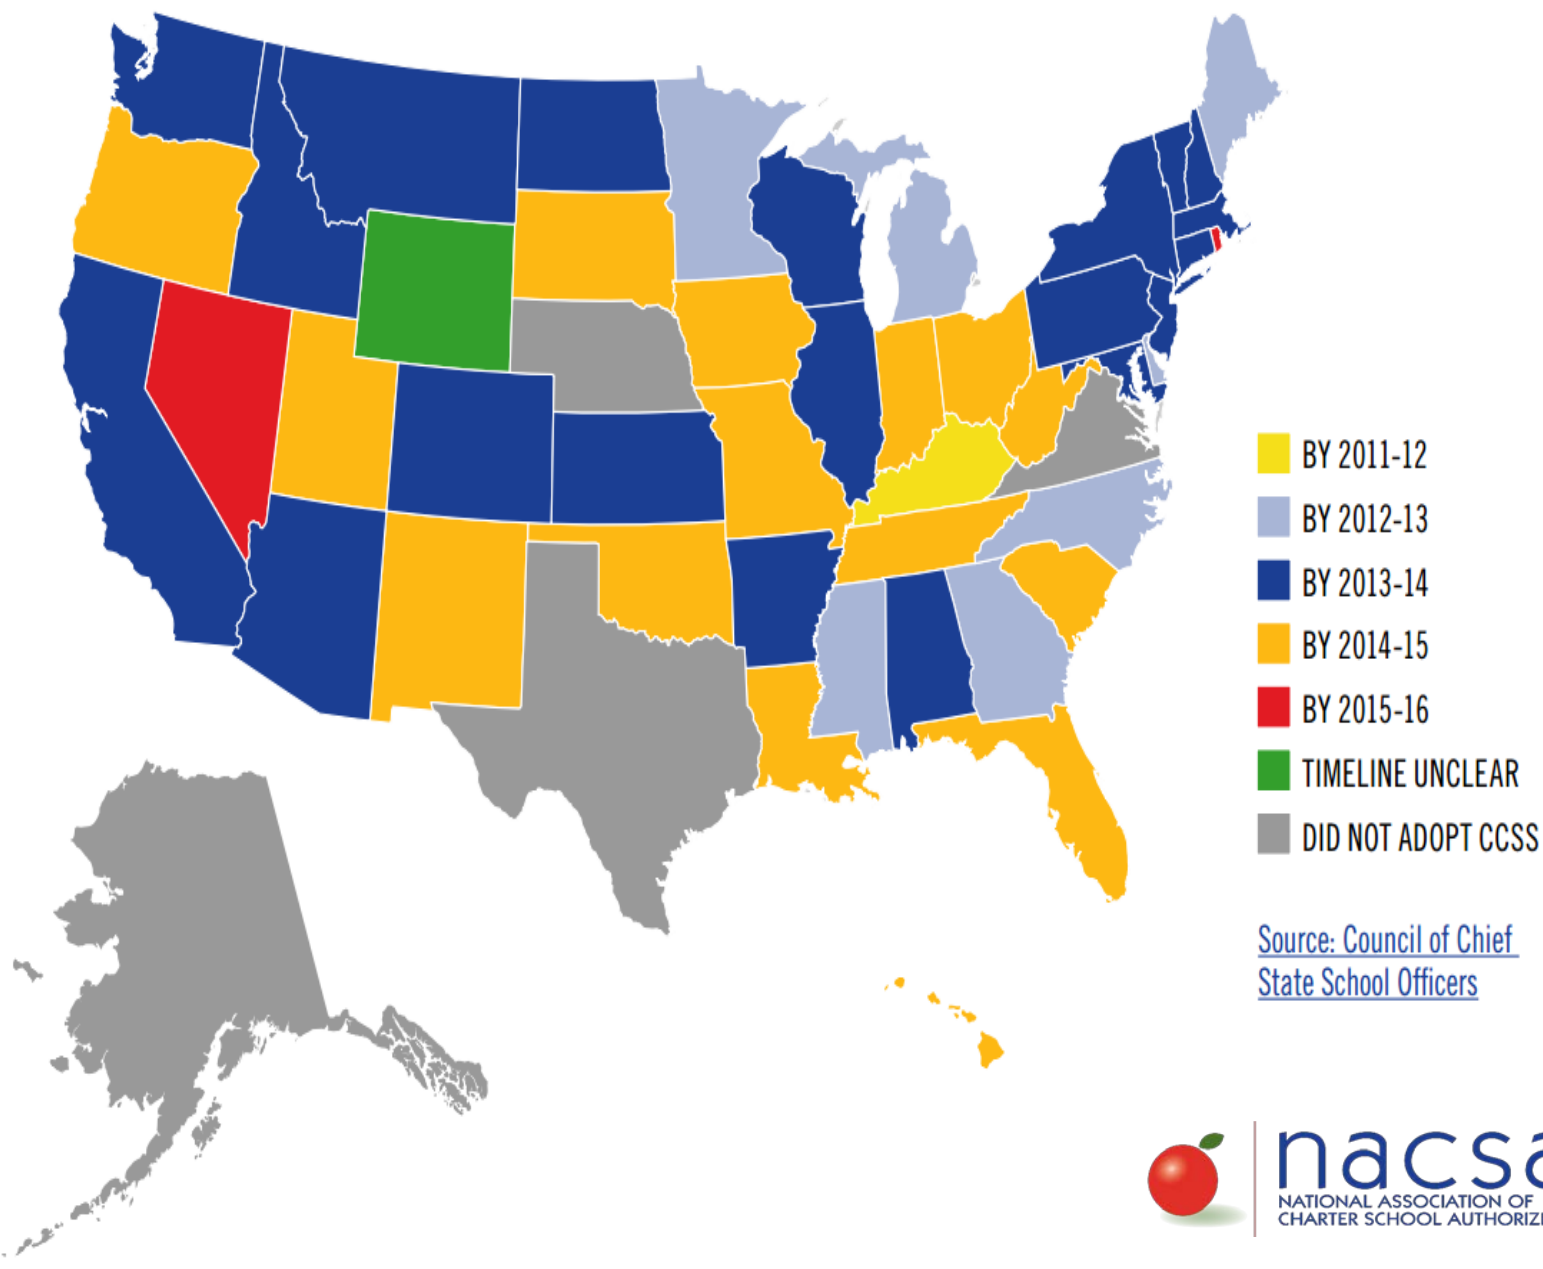 BY 2011-12
BY 2012-13
BY 2013-14
BY 2014-15
BY 2015-16
TIMELINE UNCLEAR
DID NOT ADOPT CCSS
Source: Council of Chief
State School Officers
nacsa
NATIONAL ASSOCIATION OF
CHARTER SCHOOL AUTHORIZE